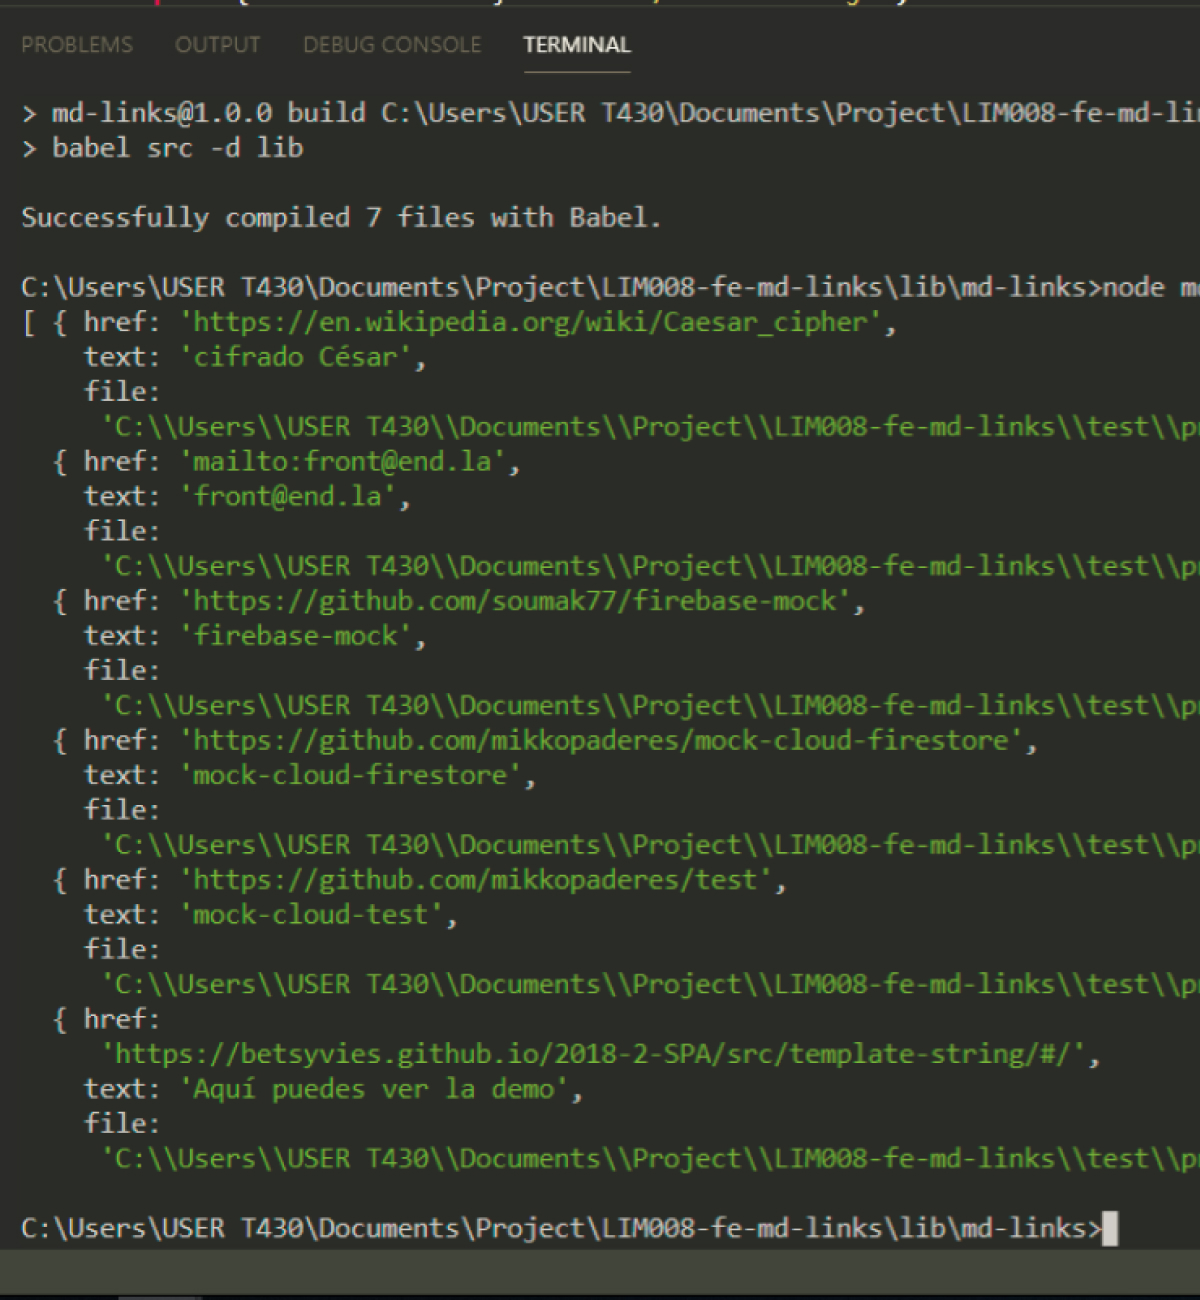 PROBLEMS OUTPUT DEBUG CONSOLE TERMINAL
> md-links@1.0.0 build C:\Users\USER T430\Documents\Project\LIM008-fe-md-li
> babel src -d lib
Successfully compiled 7 files with Babel.
C:\Users\USER T430\Documents\Project\LIM008-fe-md-links\lib\md-links>node m
[ { href: 'https://en.wikipedia.org/wiki/Caesar_cipher',
text: 'cifrado César',
file:
'C:\\Users\\USER T430\\Documents\\Project\\LIM008-fe-md-links\\test\\p
{ href: 'mailto:front@end.la',
text: 'front@end.la',
file:
'C:\\Users\\USER T430\\Documents\\Project\\LIM008-fe-md-links\\test\\p
{ href: 'https://github.com/soumak77/firebase-mock',
text: 'firebase-mock',
file:
'C:\\Users\\USER T430\\Documents\\Project\\LIM008-fe-md-links\\test\\p
{ href: 'https://github.com/mikkopaderes/mock-cloud-firestore',
text: 'mock-cloud-firestore',
file:
'C:\\Users\\USER T430\\Documents\\Project\\LIM008-fe-md-links\\test\\p
{ href: 'https://github.com/mikkopaderes/test',
text: 'mock-cloud-test',
file:
'C:\\Users\\USER T430\\Documents\\Project\\LIM008-fe-md-links\\test\\p
{ href:
'https://betsyvies.github.io/2018-2-SPA/src/template-string/#/',
text: 'Aquí puedes ver la demo',
file:
'C:\\Users\\USER T430\\Documents\\Project\\LIM008-fe-md-links\\test\\p
C:\Users\USER T430\Documents\Project\LIM008-fe-md-links\lib\md-links>